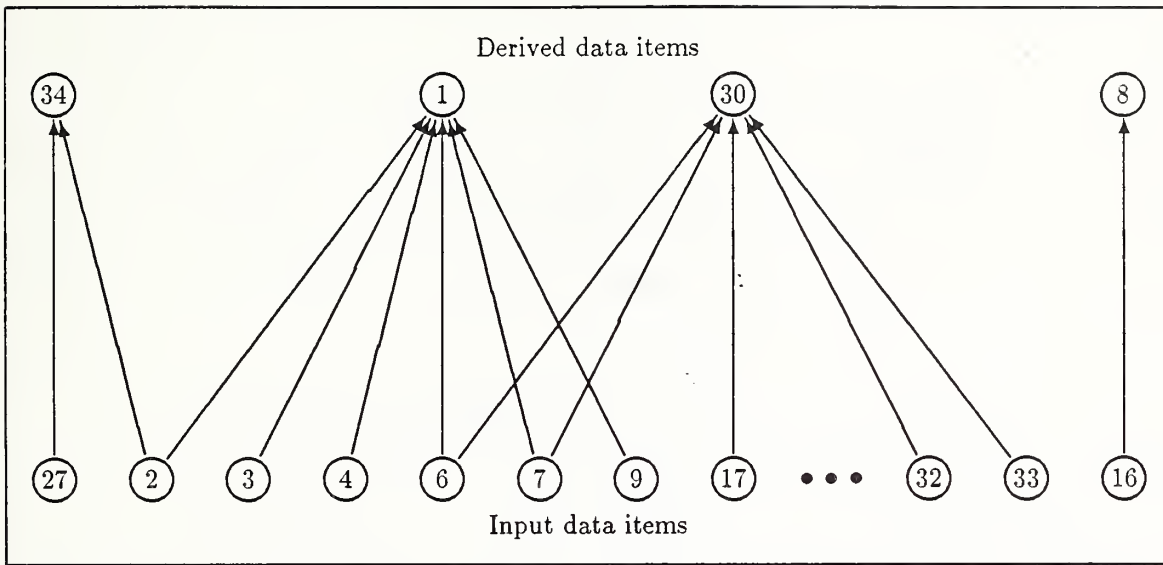 Derived data items
34 1 30 8
27 2 3 4 6 7 9 17 ••• 32 33 16
Input data items